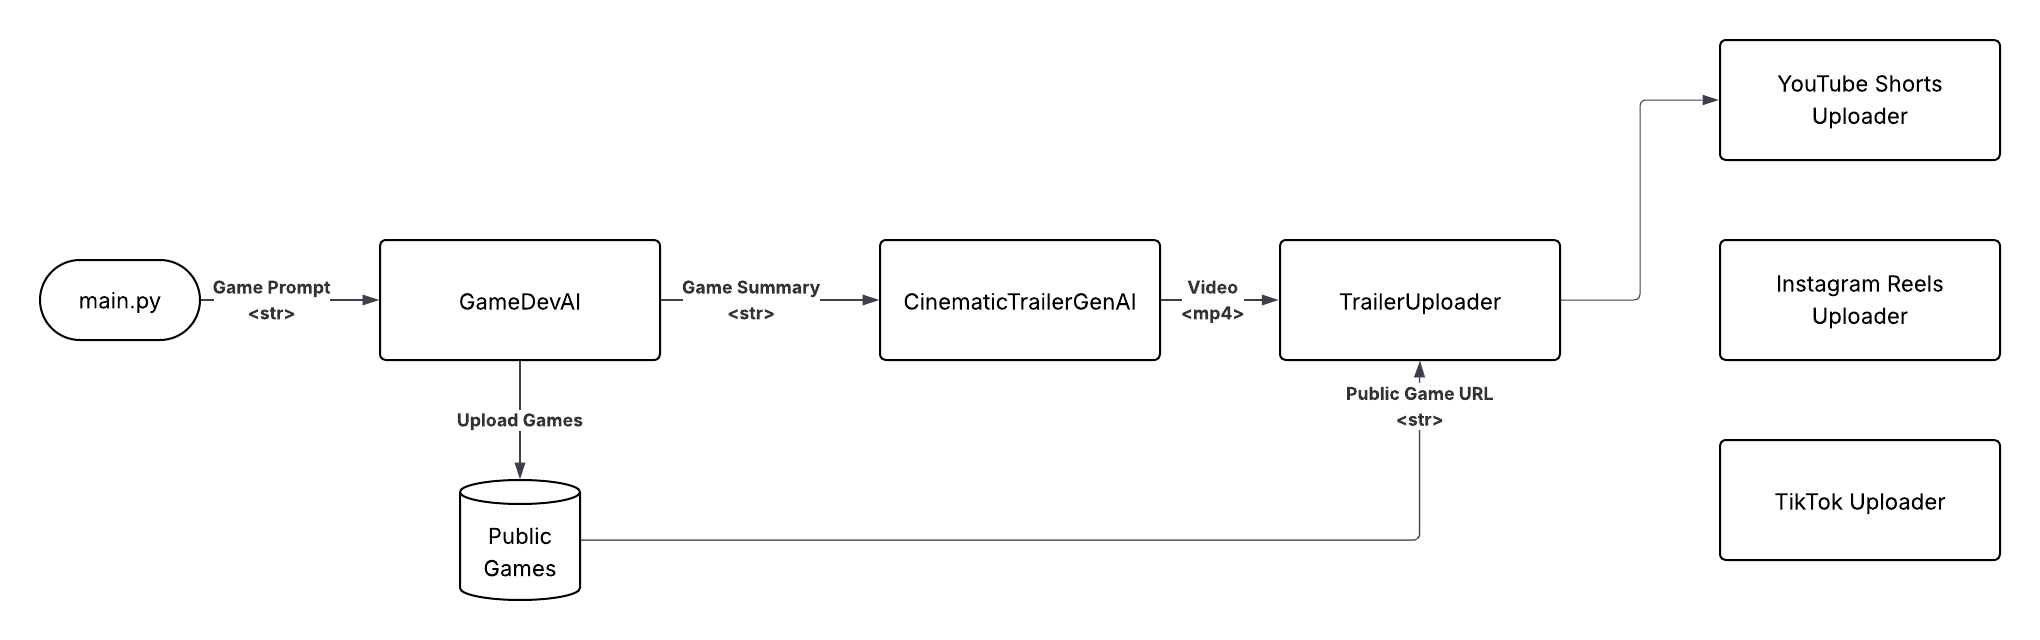 YouTube Shorts
Uploader
main.py
Game Prompt
<str>
GameDevAI
Game Summary
<str>
CinematicTrailerGenAI
Video
<mp4>
TrailerUploader
Instagram Reels
Uploader
Upload Games
Public Game URL
<str>
Public
Games
TikTok Uploader